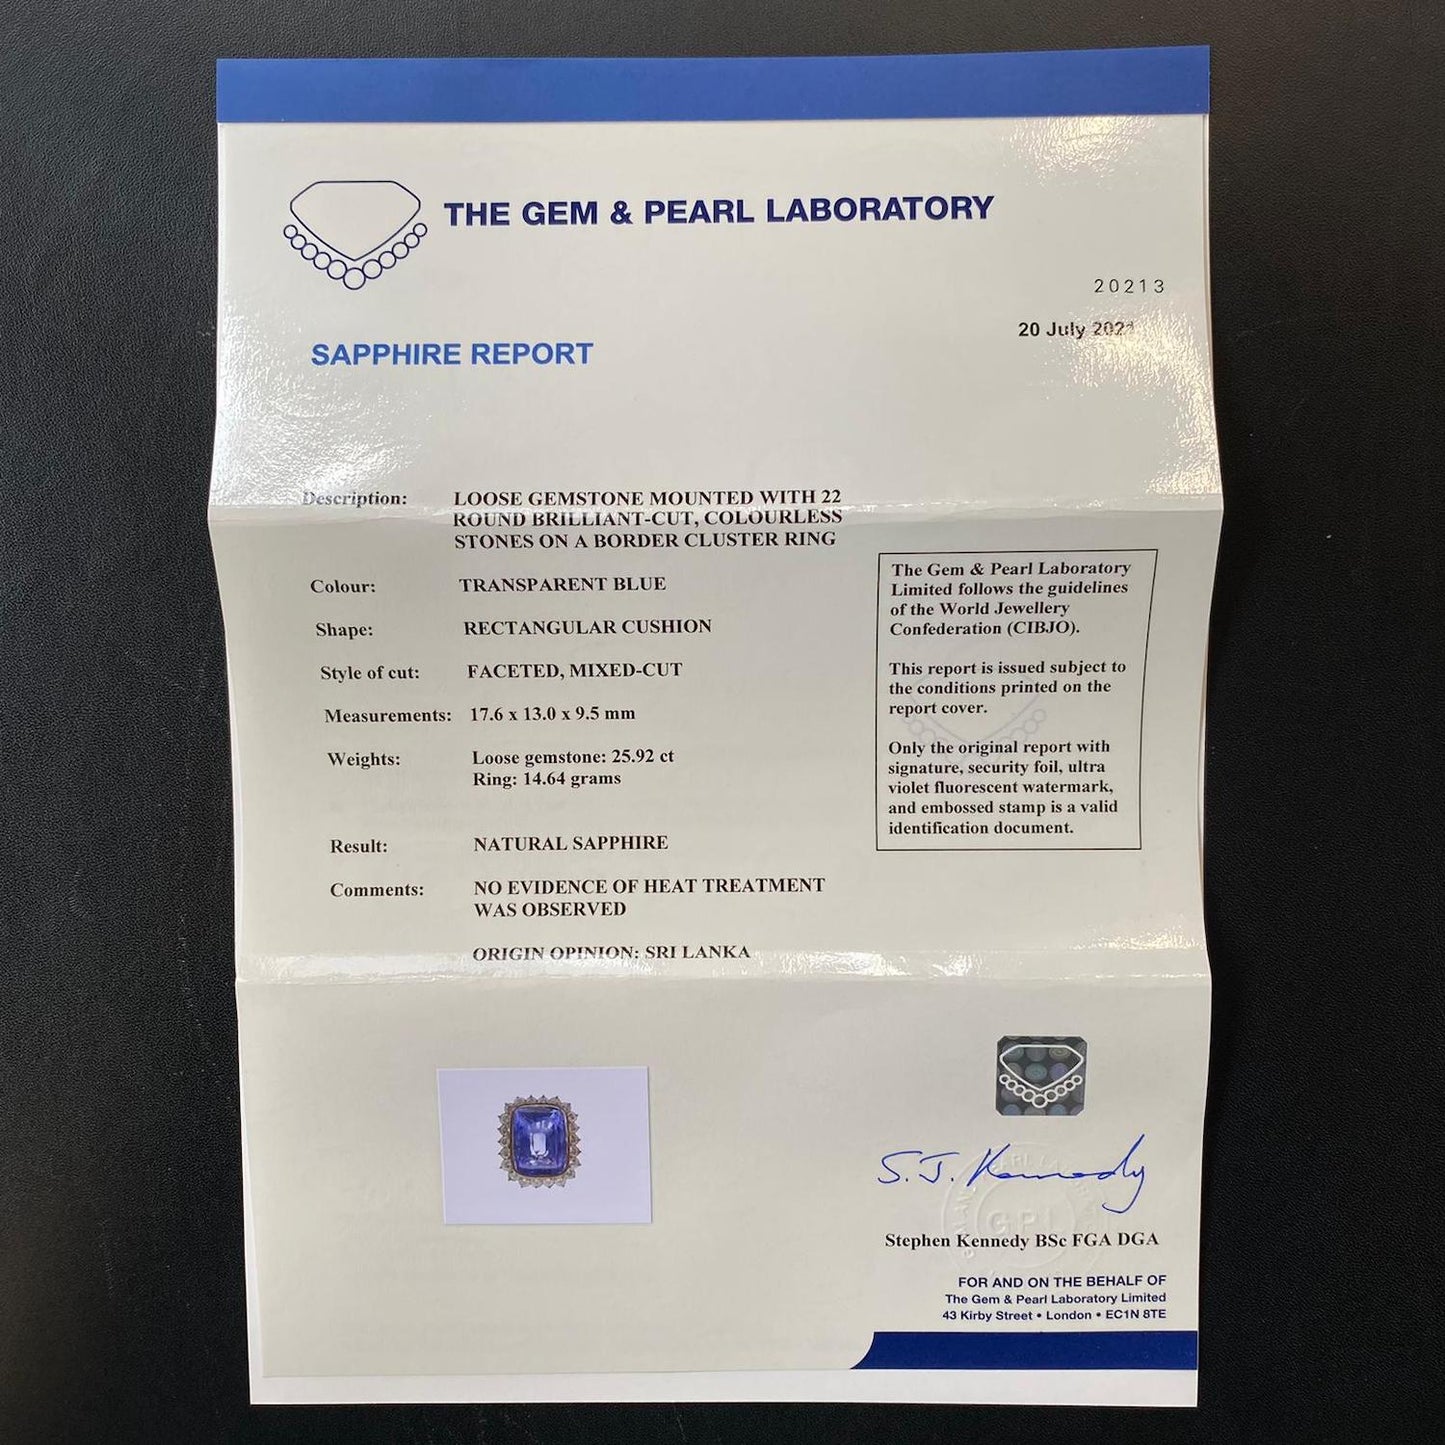 THE GEM & PEARL LABORATORY
20213
20 July 2021
SAPPHIRE REPORT
Description: LOOSE GEMSTONE MOUNTED WITH 22
ROUND BRILLIANT-CUT, COLOURLESS
STONES ON A BORDER CLUSTER RING
Colour: TRANSPARENT BLUE
Shape: RECTANGULAR CUSHION
Style of cut: FACETED, MIXED-CUT
Measurements: 17.6 x 13.0 x 9.5 mm
Weights: Loose gemstone: 25.92 ct
Ring: 14.64 grams
Result: NATURAL SAPPHIRE
Comments: NO EVIDENCE OF HEAT TREATMENT
WAS OBSERVED
ORIGIN OPINION: SRI LANKA
The Gem & Pearl Laboratory
Limited follows the guidelines
of the World Jewellery
Confederation (CIBJO).
This report is issued subject to
the conditions printed on the
report cover.
Only the original report with
signature, security foil, ultra
violet fluorescent watermark,
and embossed stamp is a valid
identification document.
S. J. Kennedy
GPL
Stephen Kennedy BSc FGA DGA
FOR AND ON THE BEHALF OF
The Gem & Pearl Laboratory Limited
43 Kirby Street • London • EC1N 8TE